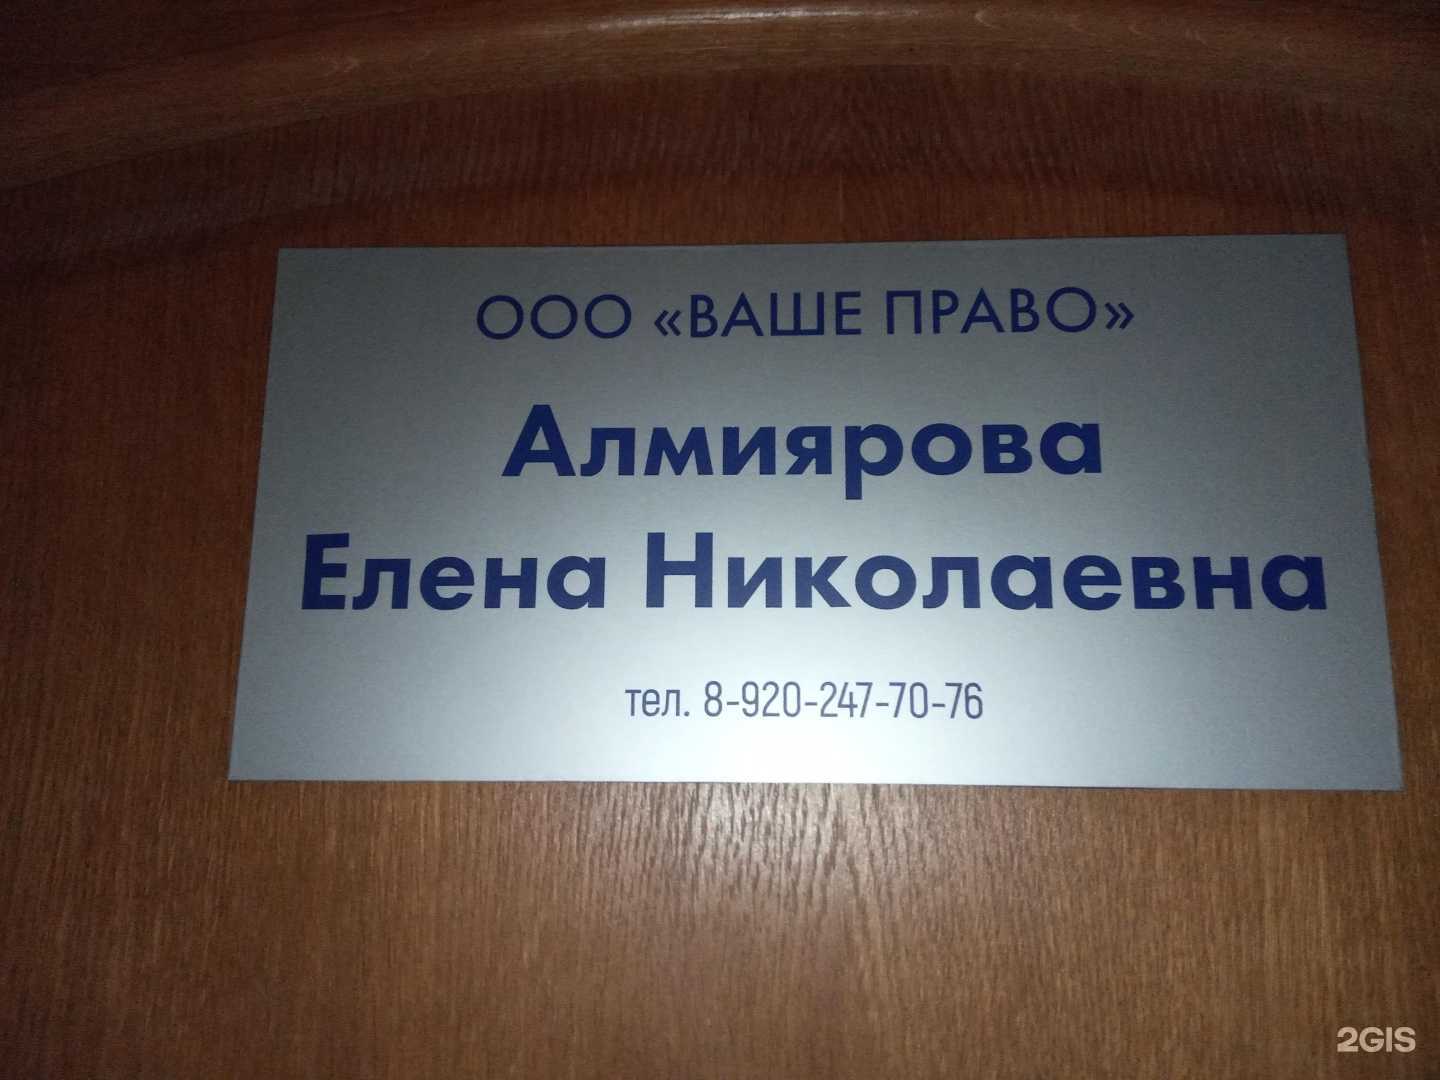 ООО «ВАШЕ ПРАВО»
Алмиярова
Елена Николаевна
тел. 8-920-247-70-76
2GIS